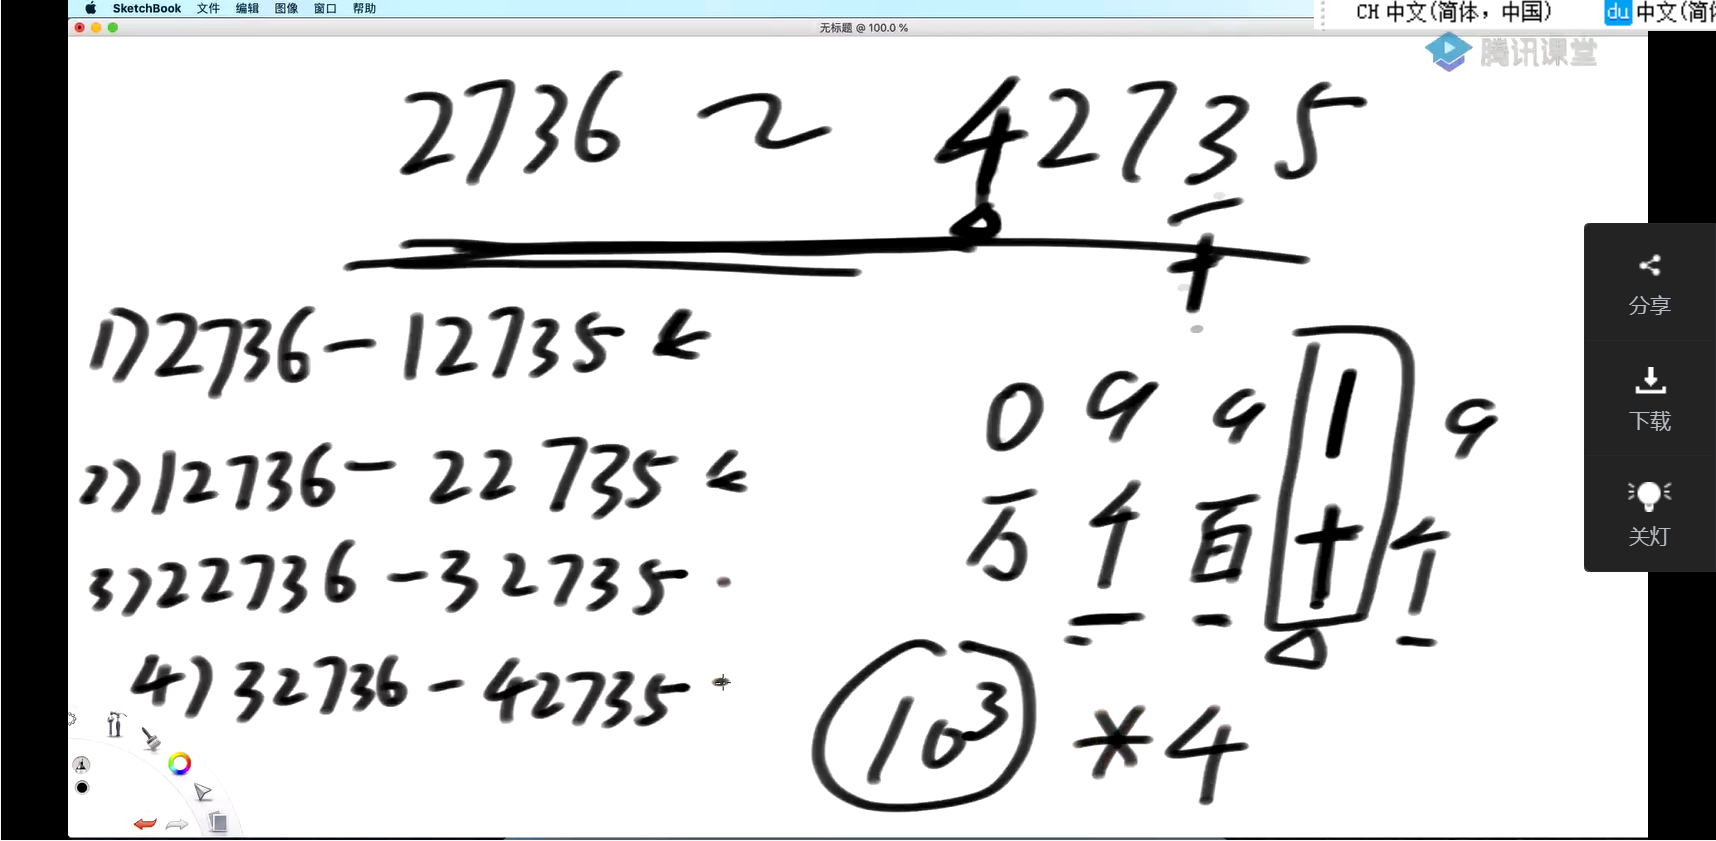 SketchBook 文件 编辑 图像 窗口 帮助
CH 中文(简体，中国)
du 中文(简体
无标题 @ 100.0 %
腾讯课堂
2736 ~ 42735
十
1) 2736 - 12735
2) 12736 - 22735
3) 22736 - 32735
4) 32736 - 42735
0 9 9 1 9
万 千 百 十 个
10³ * 4
分享
下载
关灯